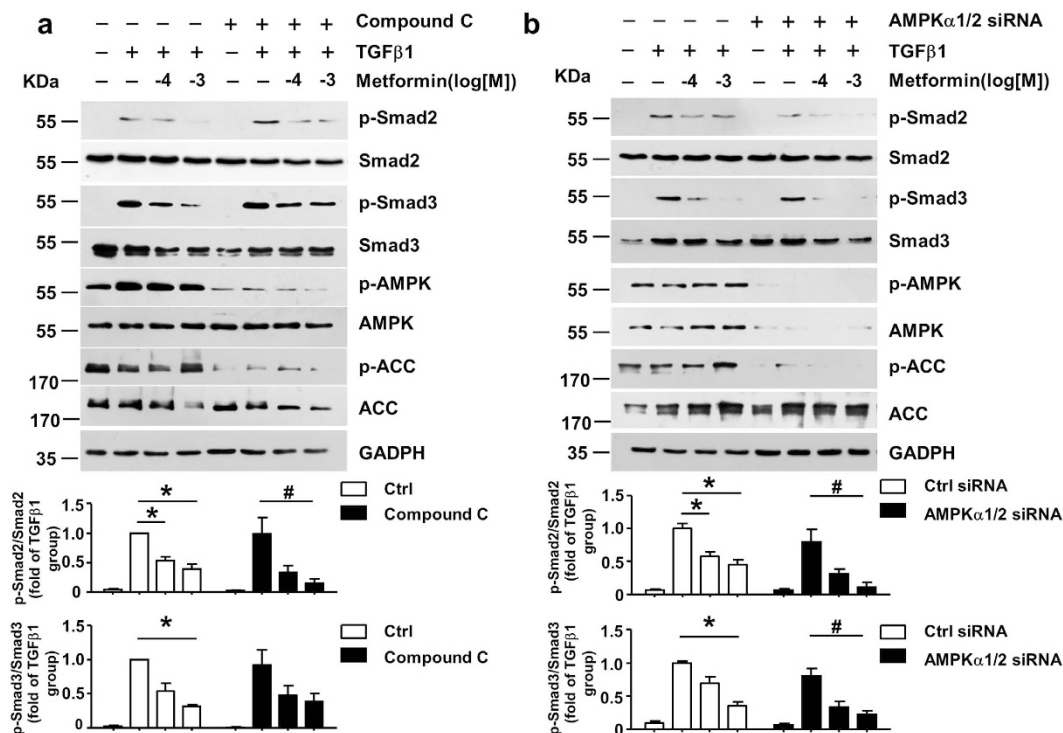 a
– – – – + + + + Compound C
– + + + – + + + TGFβ1
– – -4 -3 – – -4 -3 Metformin(log[M])
KDa
55 p-Smad2
55 Smad2
55 p-Smad3
55 Smad3
55 p-AMPK
55 AMPK
170 p-ACC
170 ACC
35 GADPH
p-Smad2/Smad2
(fold of TGFβ1
group)
1.5
1.0
0.5
0
* * #
Ctrl
Compound C
p-Smad3/Smad3
(fold of TGFβ1
group)
1.5
1.0
0.5
0
*
Ctrl
Compound C
b
– – – – + + + + AMPKα1/2 siRNA
– + + + – + + + TGFβ1
– – -4 -3 – – -4 -3 Metformin(log[M])
KDa
55 p-Smad2
55 Smad2
55 p-Smad3
55 Smad3
55 p-AMPK
55 AMPK
170 p-ACC
170 ACC
35 GADPH
p-Smad2/Smad2
(fold of TGFβ1
group)
1.5
1.0
0.5
0
* * #
Ctrl siRNA
AMPKα1/2 siRNA
p-Smad3/Smad3
(fold of TGFβ1
group)
1.5
1.0
0.5
0
* #
Ctrl siRNA
AMPKα1/2 siRNA